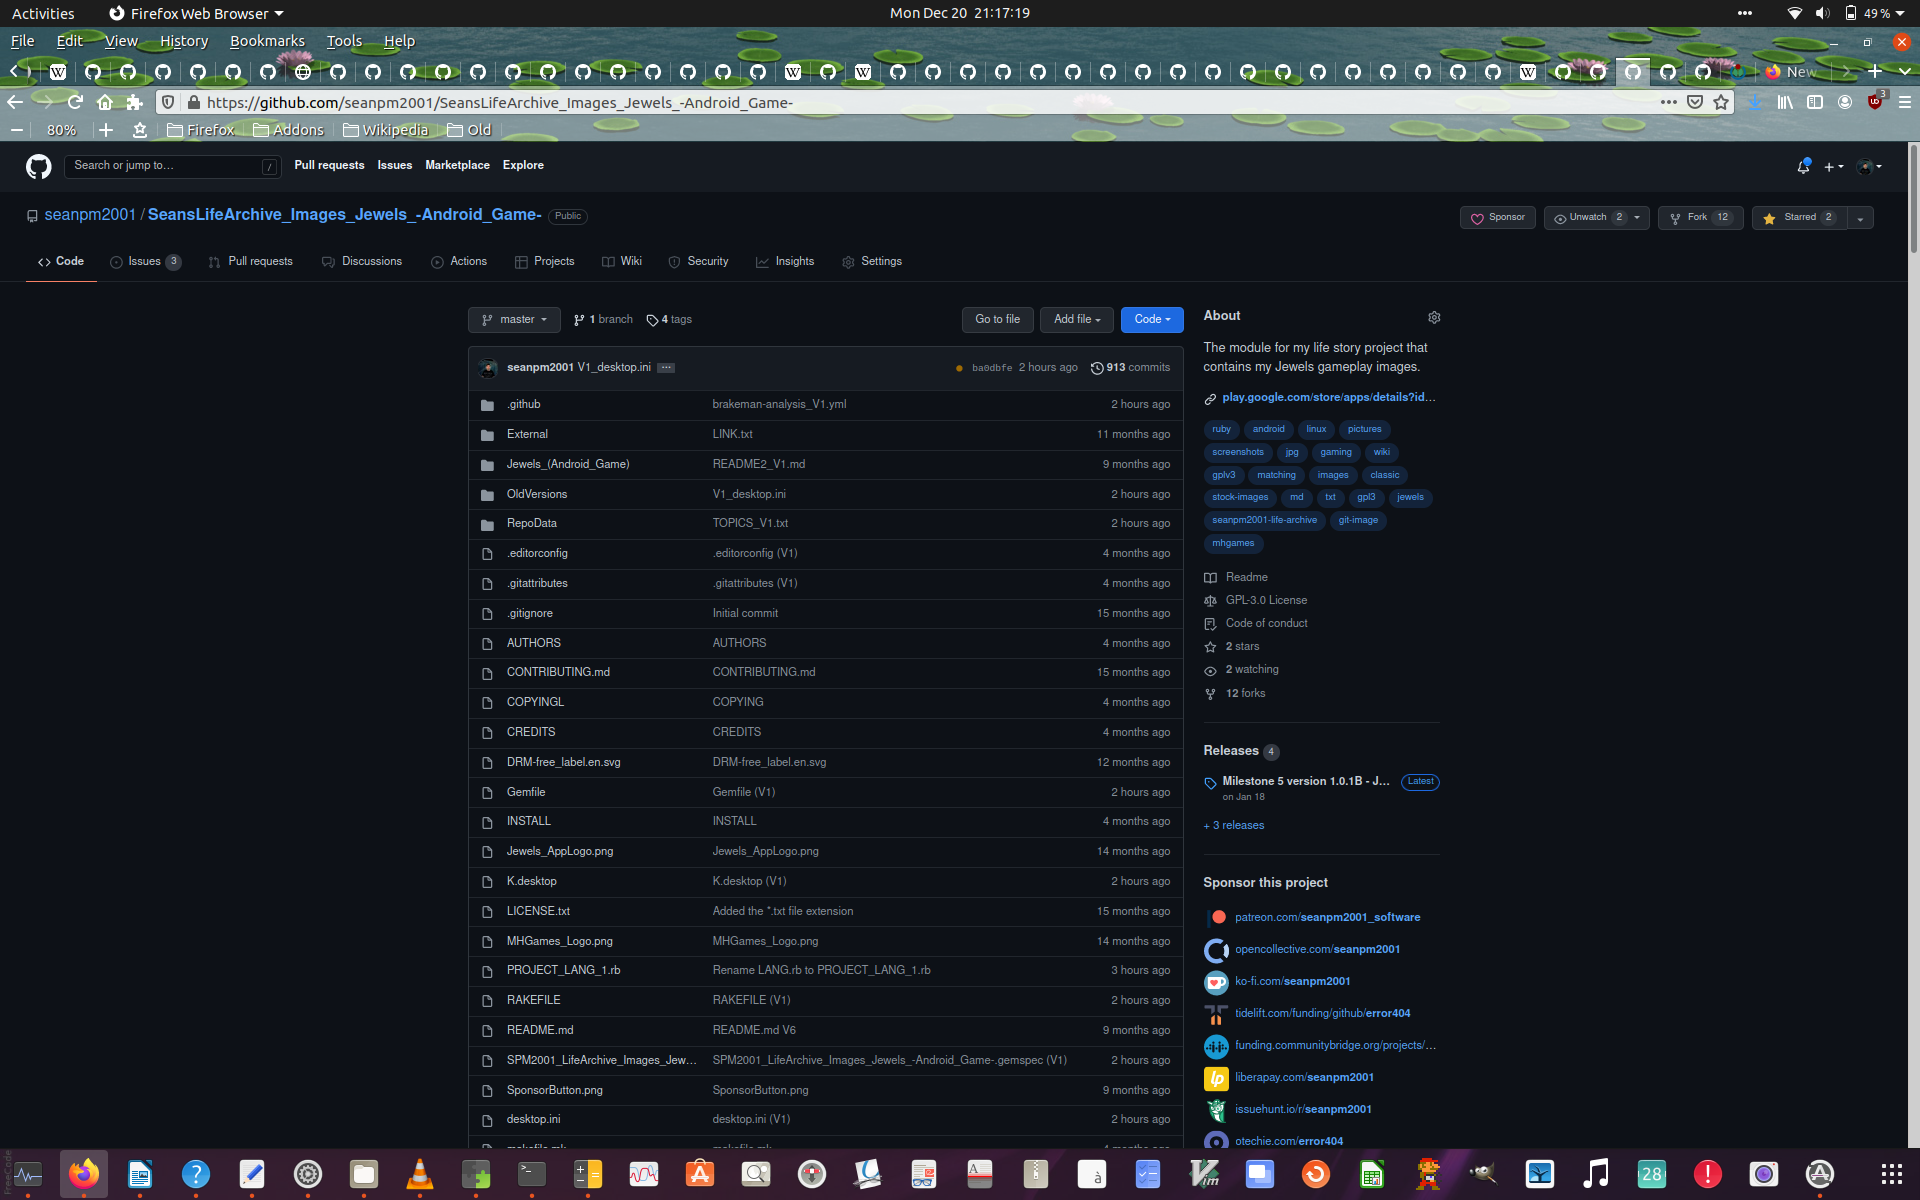 Activities Firefox Web Browser Mon Dec 20 21:17:19 49 %
File Edit View History Bookmarks Tools Help
New
https://github.com/seanpm2001/SeansLifeArchive_Images_Jewels_-Android_Game- 3
80% Firefox Addons Wikipedia Old
Search or jump to... / Pull requests Issues Marketplace Explore
seanpm2001 / SeansLifeArchive_Images_Jewels_-Android_Game- Public Sponsor Unwatch 2 Fork 12 Starred 2
Code Issues 3 Pull requests Discussions Actions Projects Wiki Security Insights Settings
master 1 branch 4 tags Go to file Add file Code
seanpm2001 V1_desktop.ini ... ba0dbfe 2 hours ago 913 commits
.github brakeman-analysis_V1.yml 2 hours ago
External LINK.txt 11 months ago
Jewels_(Android_Game) README2_V1.md 9 months ago
OldVersions V1_desktop.ini 2 hours ago
RepoData TOPICS_V1.txt 2 hours ago
.editorconfig .editorconfig (V1) 4 months ago
.gitattributes .gitattributes (V1) 4 months ago
.gitignore Initial commit 15 months ago
AUTHORS AUTHORS 4 months ago
CONTRIBUTING.md CONTRIBUTING.md 15 months ago
COPYINGL COPYING 4 months ago
CREDITS CREDITS 4 months ago
DRM-free_label.en.svg DRM-free_label.en.svg 12 months ago
Gemfile Gemfile (V1) 2 hours ago
INSTALL INSTALL 4 months ago
Jewels_AppLogo.png Jewels_AppLogo.png 14 months ago
K.desktop K.desktop (V1) 2 hours ago
LICENSE.txt Added the *.txt file extension 15 months ago
MHGames_Logo.png MHGames_Logo.png 14 months ago
PROJECT_LANG_1.rb Rename LANG.rb to PROJECT_LANG_1.rb 3 hours ago
RAKEFILE RAKEFILE (V1) 2 hours ago
README.md README.md V6 9 months ago
SPM2001_LifeArchive_Images_Jew... SPM2001_LifeArchive_Images_Jewels_-Android_Game-.gemspec (V1) 2 hours ago
SponsorButton.png SponsorButton.png 9 months ago
desktop.ini desktop.ini (V1) 2 hours ago
About
The module for my life story project that
contains my Jewels gameplay images.
play.google.com/store/apps/details?id...
ruby android linux pictures
screenshots jpg gaming wiki
gplv3 matching images classic
stock-images md txt gpl3 jewels
seanpm2001-life-archive git-image
mhgames
Readme
GPL-3.0 License
Code of conduct
2 stars
2 watching
12 forks
Releases 4
Milestone 5 version 1.0.1B - J... Latest
on Jan 18
+ 3 releases
Sponsor this project
patreon.com/seanpm2001_software
opencollective.com/seanpm2001
ko-fi.com/seanpm2001
tidelift.com/funding/github/error404
funding.communitybridge.org/projects/...
liberapay.com/seanpm2001
issuehunt.io/r/seanpm2001
otechie.com/error404
28